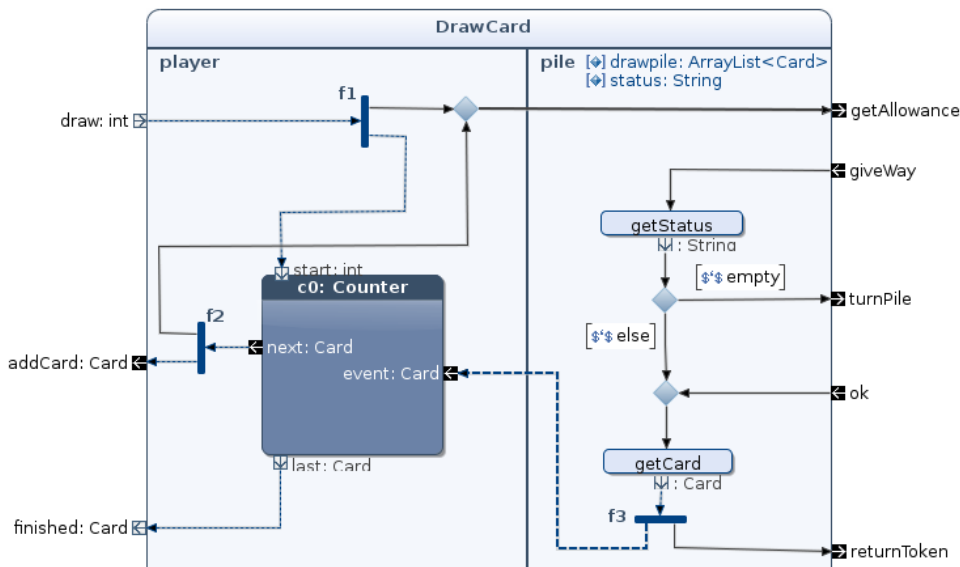 DrawCard
player
pile
drawpile: ArrayList<Card>
status: String
f1
draw: int
getAllowance
giveWay
getStatus
: String
start: int
[$'$ empty]
c0: Counter
turnPile
f2
[$'$ else]
next: Card
addCard: Card
event: Card
ok
getCard
last: Card
: Card
f3
finished: Card
returnToken